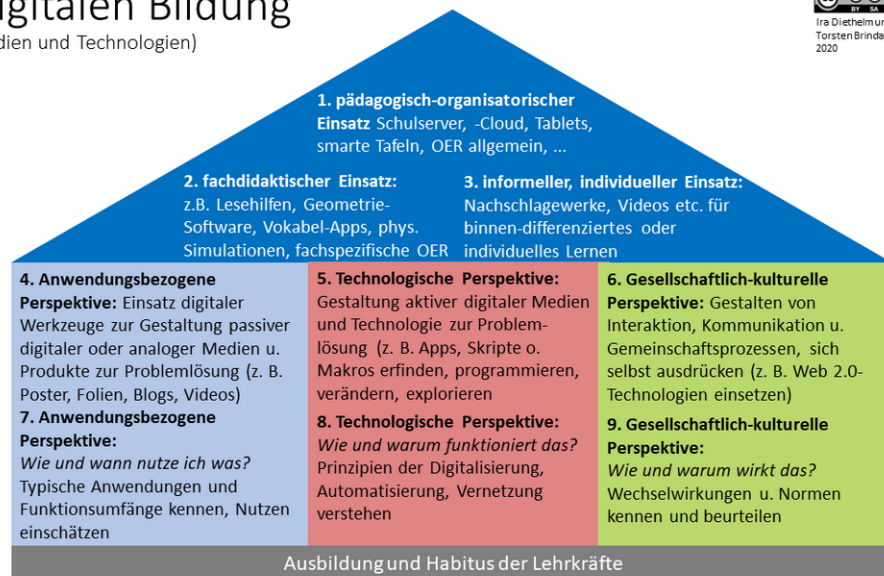 igitalen Bildung
dien und Technologien)
BY SA
Ira Diethelm un
Torsten Brinda
2020
1. pädagogisch-organisatorischer
Einsatz Schulserver, -Cloud, Tablets,
smarte Tafeln, OER allgemein, ...
2. fachdidaktischer Einsatz:
z.B. Lesehilfen, Geometrie-
Software, Vokabel-Apps, phys.
Simulationen, fachspezifische OER
3. informeller, individueller Einsatz:
Nachschlagewerke, Videos etc. für
binnen-differenziertes oder
individuelles Lernen
4. Anwendungsbezogene
Perspektive: Einsatz digitaler
Werkzeuge zur Gestaltung passiver
digitaler oder analoger Medien u.
Produkte zur Problemlösung (z. B.
Poster, Folien, Blogs, Videos)
7. Anwendungsbezogene
Perspektive:
Wie und wann nutze ich was?
Typische Anwendungen und
Funktionsumfänge kennen, Nutzen
einschätzen
5. Technologische Perspektive:
Gestaltung aktiver digitaler Medien
und Technologie zur Problem-
lösung (z. B. Apps, Skripte o.
Makros erfinden, programmieren,
verändern, explorieren
8. Technologische Perspektive:
Wie und warum funktioniert das?
Prinzipien der Digitalisierung,
Automatisierung, Vernetzung
verstehen
6. Gesellschaftlich-kulturelle
Perspektive: Gestalten von
Interaktion, Kommunikation u.
Gemeinschaftsprozessen, sich
selbst ausdrücken (z. B. Web 2.0-
Technologien einsetzen)
9. Gesellschaftlich-kulturelle
Perspektive:
Wie und warum wirkt das?
Wechselwirkungen u. Normen
kennen und beurteilen
Ausbildung und Habitus der Lehrkräfte